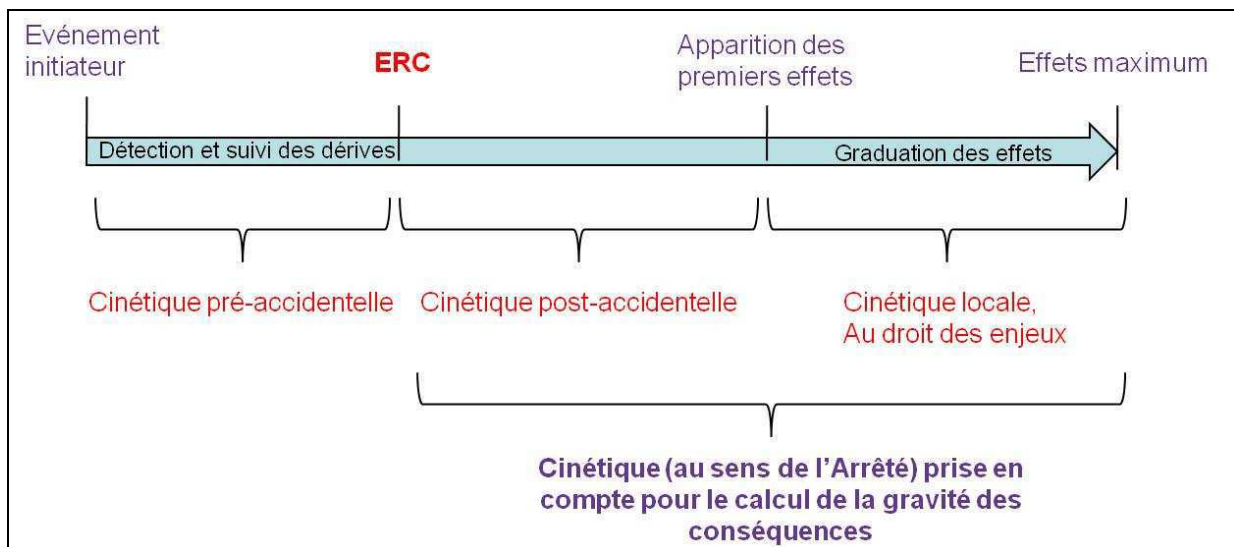 Evénement
initiateur
ERC
Apparition des
premiers effets
Effets maximum
Détection et suivi des dérives
Graduation des effets
Cinétique pré-accidentelle
Cinétique post-accidentelle
Cinétique locale,
Au droit des enjeux
Cinétique (au sens de l'Arrêté) prise en
compte pour le calcul de la gravité des
conséquences